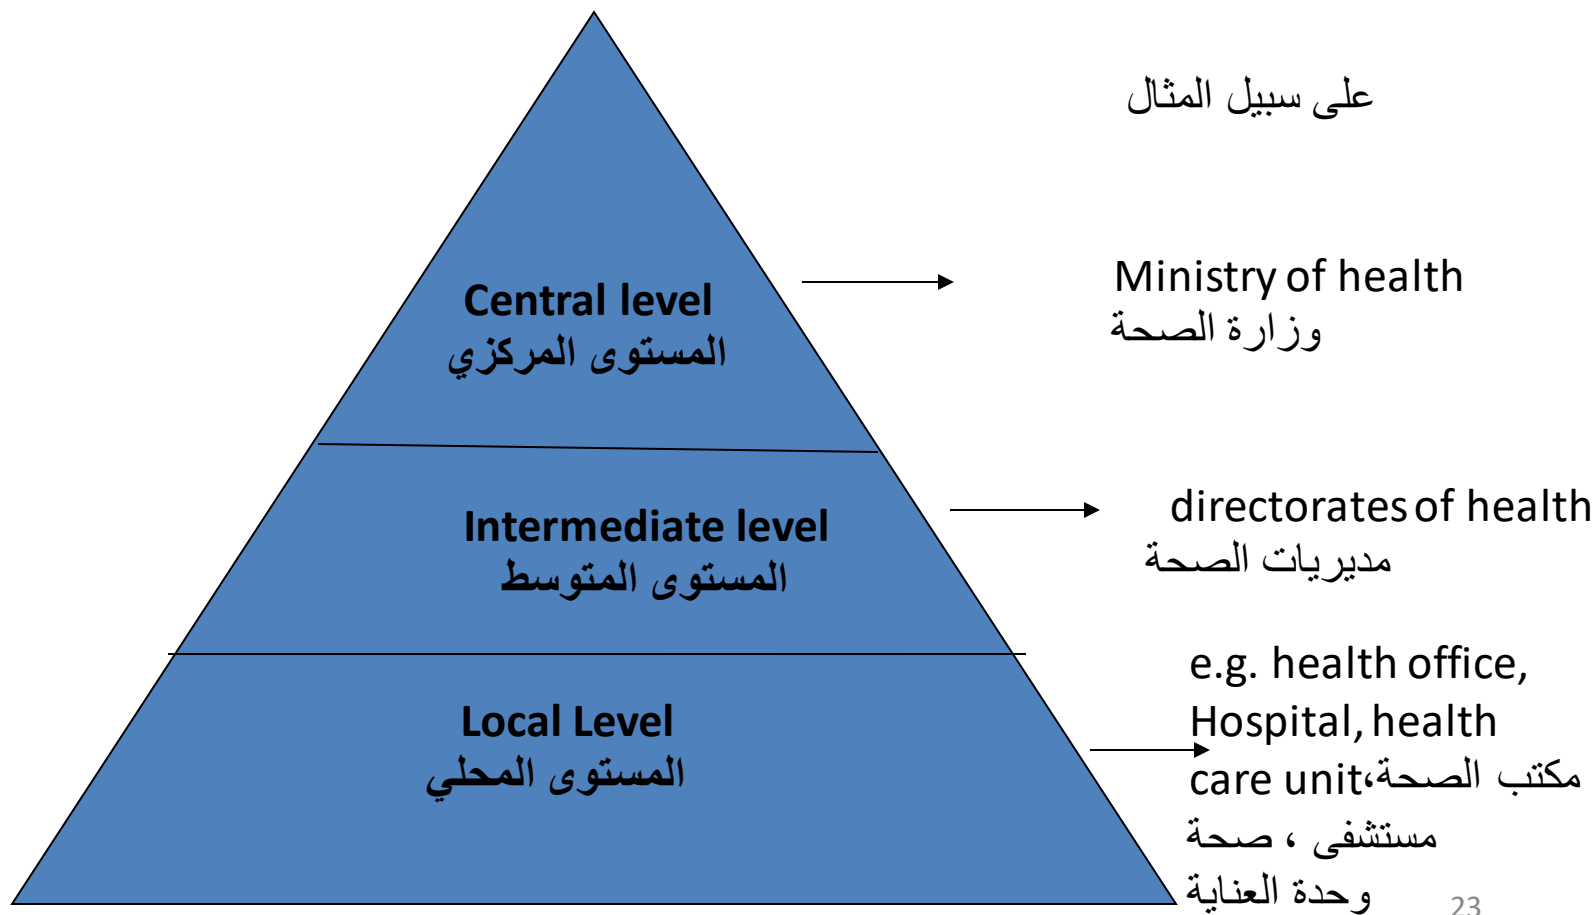 على سبيل المثال
Central level
المستوى المركزي
Ministry of health
وزارة الصحة
Intermediate level
المستوى المتوسط
directorates of health
مديريات الصحة
Local Level
المستوى المحلي
e.g. health office,
Hospital, health
care unit مكتب الصحة،
مستشفى ، صحة
وحدة العناية
23